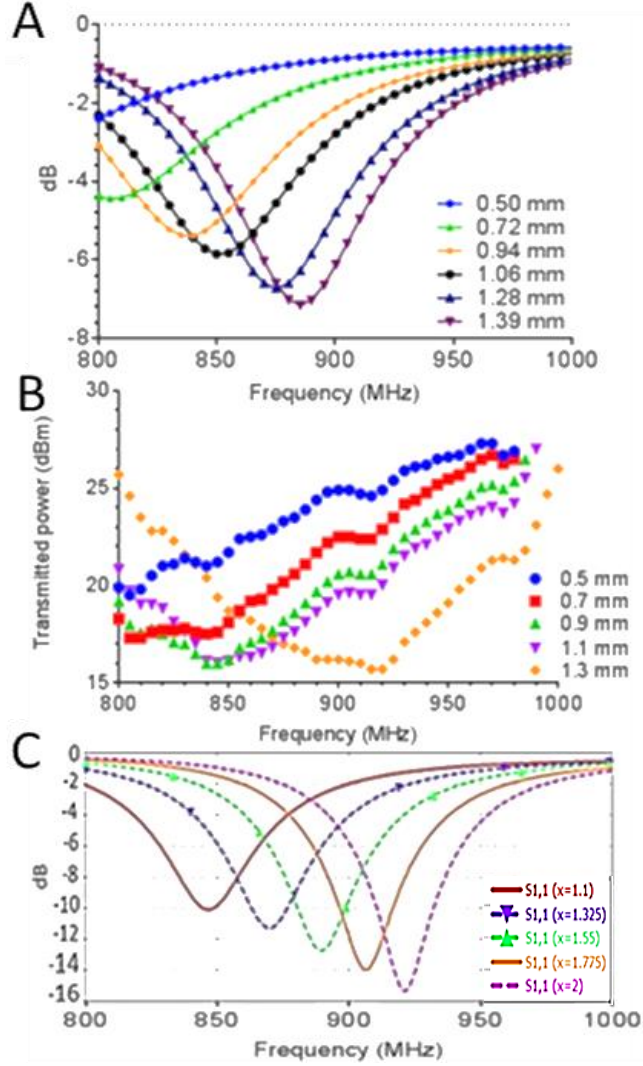 A
0
-2
-4
-6
-8
dB
0.50 mm
0.72 mm
0.94 mm
1.06 mm
1.28 mm
1.39 mm
800 850 900 950 1000
Frequency (MHz)
B
30
25
20
15
Transmitted power (dBm)
0.5 mm
0.7 mm
0.9 mm
1.1 mm
1.3 mm
800 850 900 950 1000
Frequency (MHz)
C
0
-2
-4
-6
-8
-10
-12
-14
-16
dB
S1,1 (x=1.1)
S1,1 (x=1.325)
S1,1 (x=1.55)
S1,1 (x=1.775)
S1,1 (x=2)
800 850 900 950 1000
Frequency (MHz)